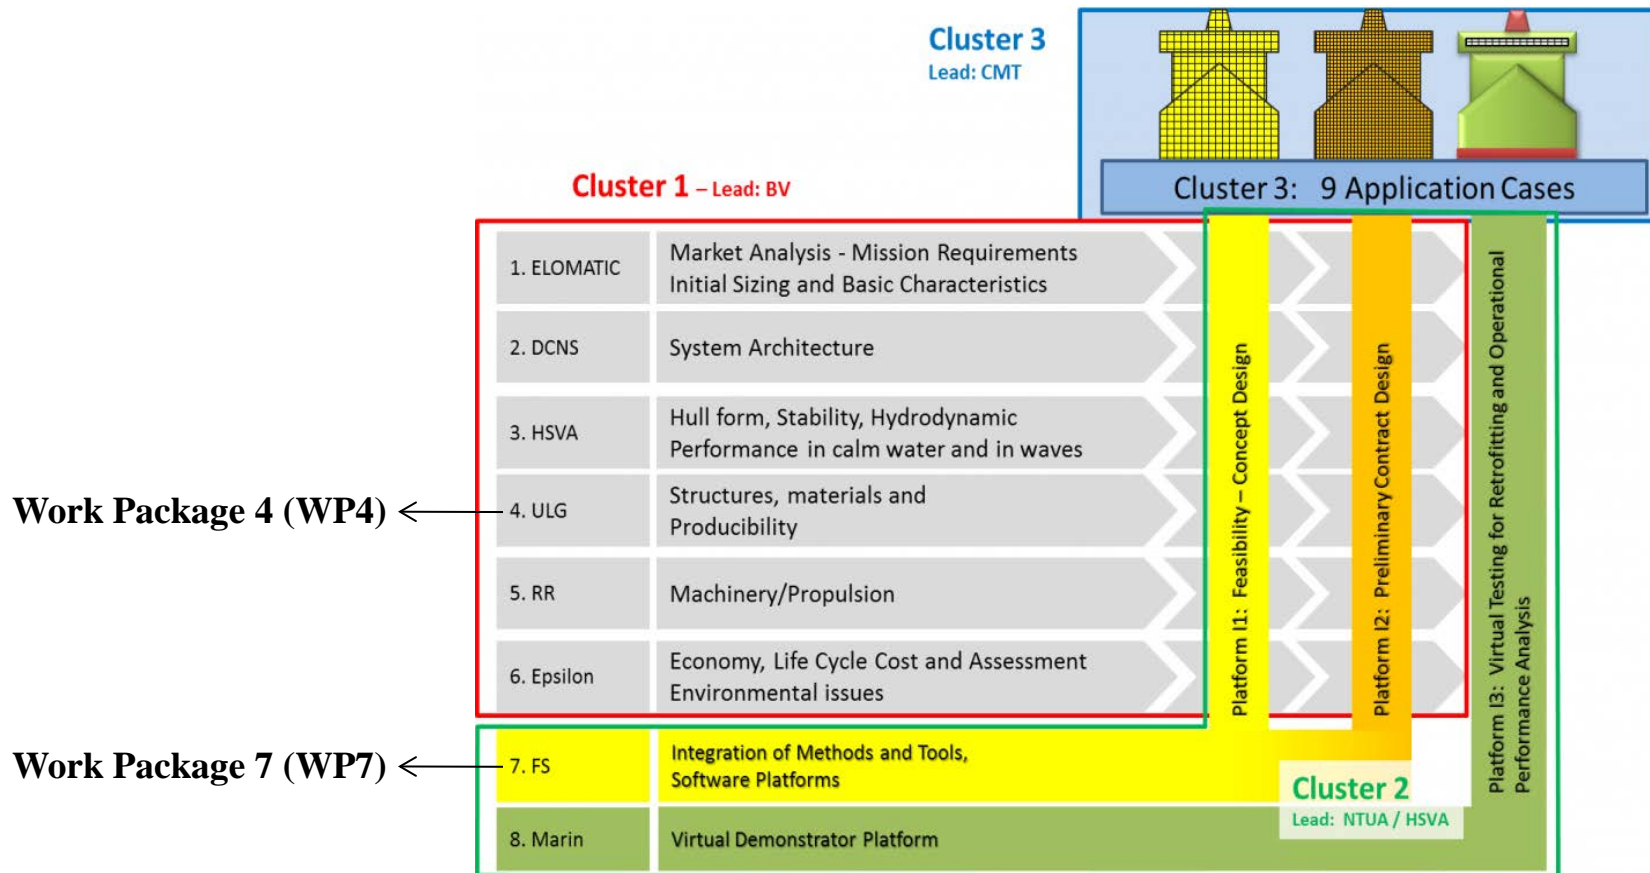 Cluster 3
Lead: CMT
Cluster 3: 9 Application Cases
Cluster 1 – Lead: BV
1. ELOMATIC
Market Analysis - Mission Requirements
Initial Sizing and Basic Characteristics
2. DCNS
System Architecture
3. HSVA
Hull form, Stability, Hydrodynamic
Performance in calm water and in waves
Work Package 4 (WP4)
4. ULG
Structures, materials and
Producibility
5. RR
Machinery/Propulsion
6. Epsilon
Economy, Life Cycle Cost and Assessment
Environmental issues
Work Package 7 (WP7)
7. FS
Integration of Methods and Tools,
Software Platforms
8. Marin
Virtual Demonstrator Platform
Cluster 2
Lead: NTUA / HSVA
Platform I1: Feasibility – Concept Design
Platform I2: Preliminary Contract Design
Platform I3: Virtual Testing for Retrofitting and Operational
Performance Analysis